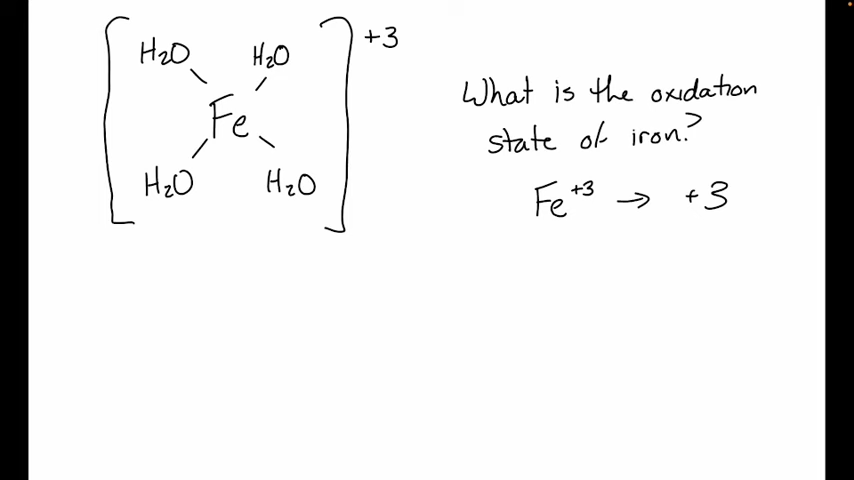 H₂O H₂O
+3
Fe
H₂O H₂O
What is the oxidation
state of iron?
Fe⁺³ → +3